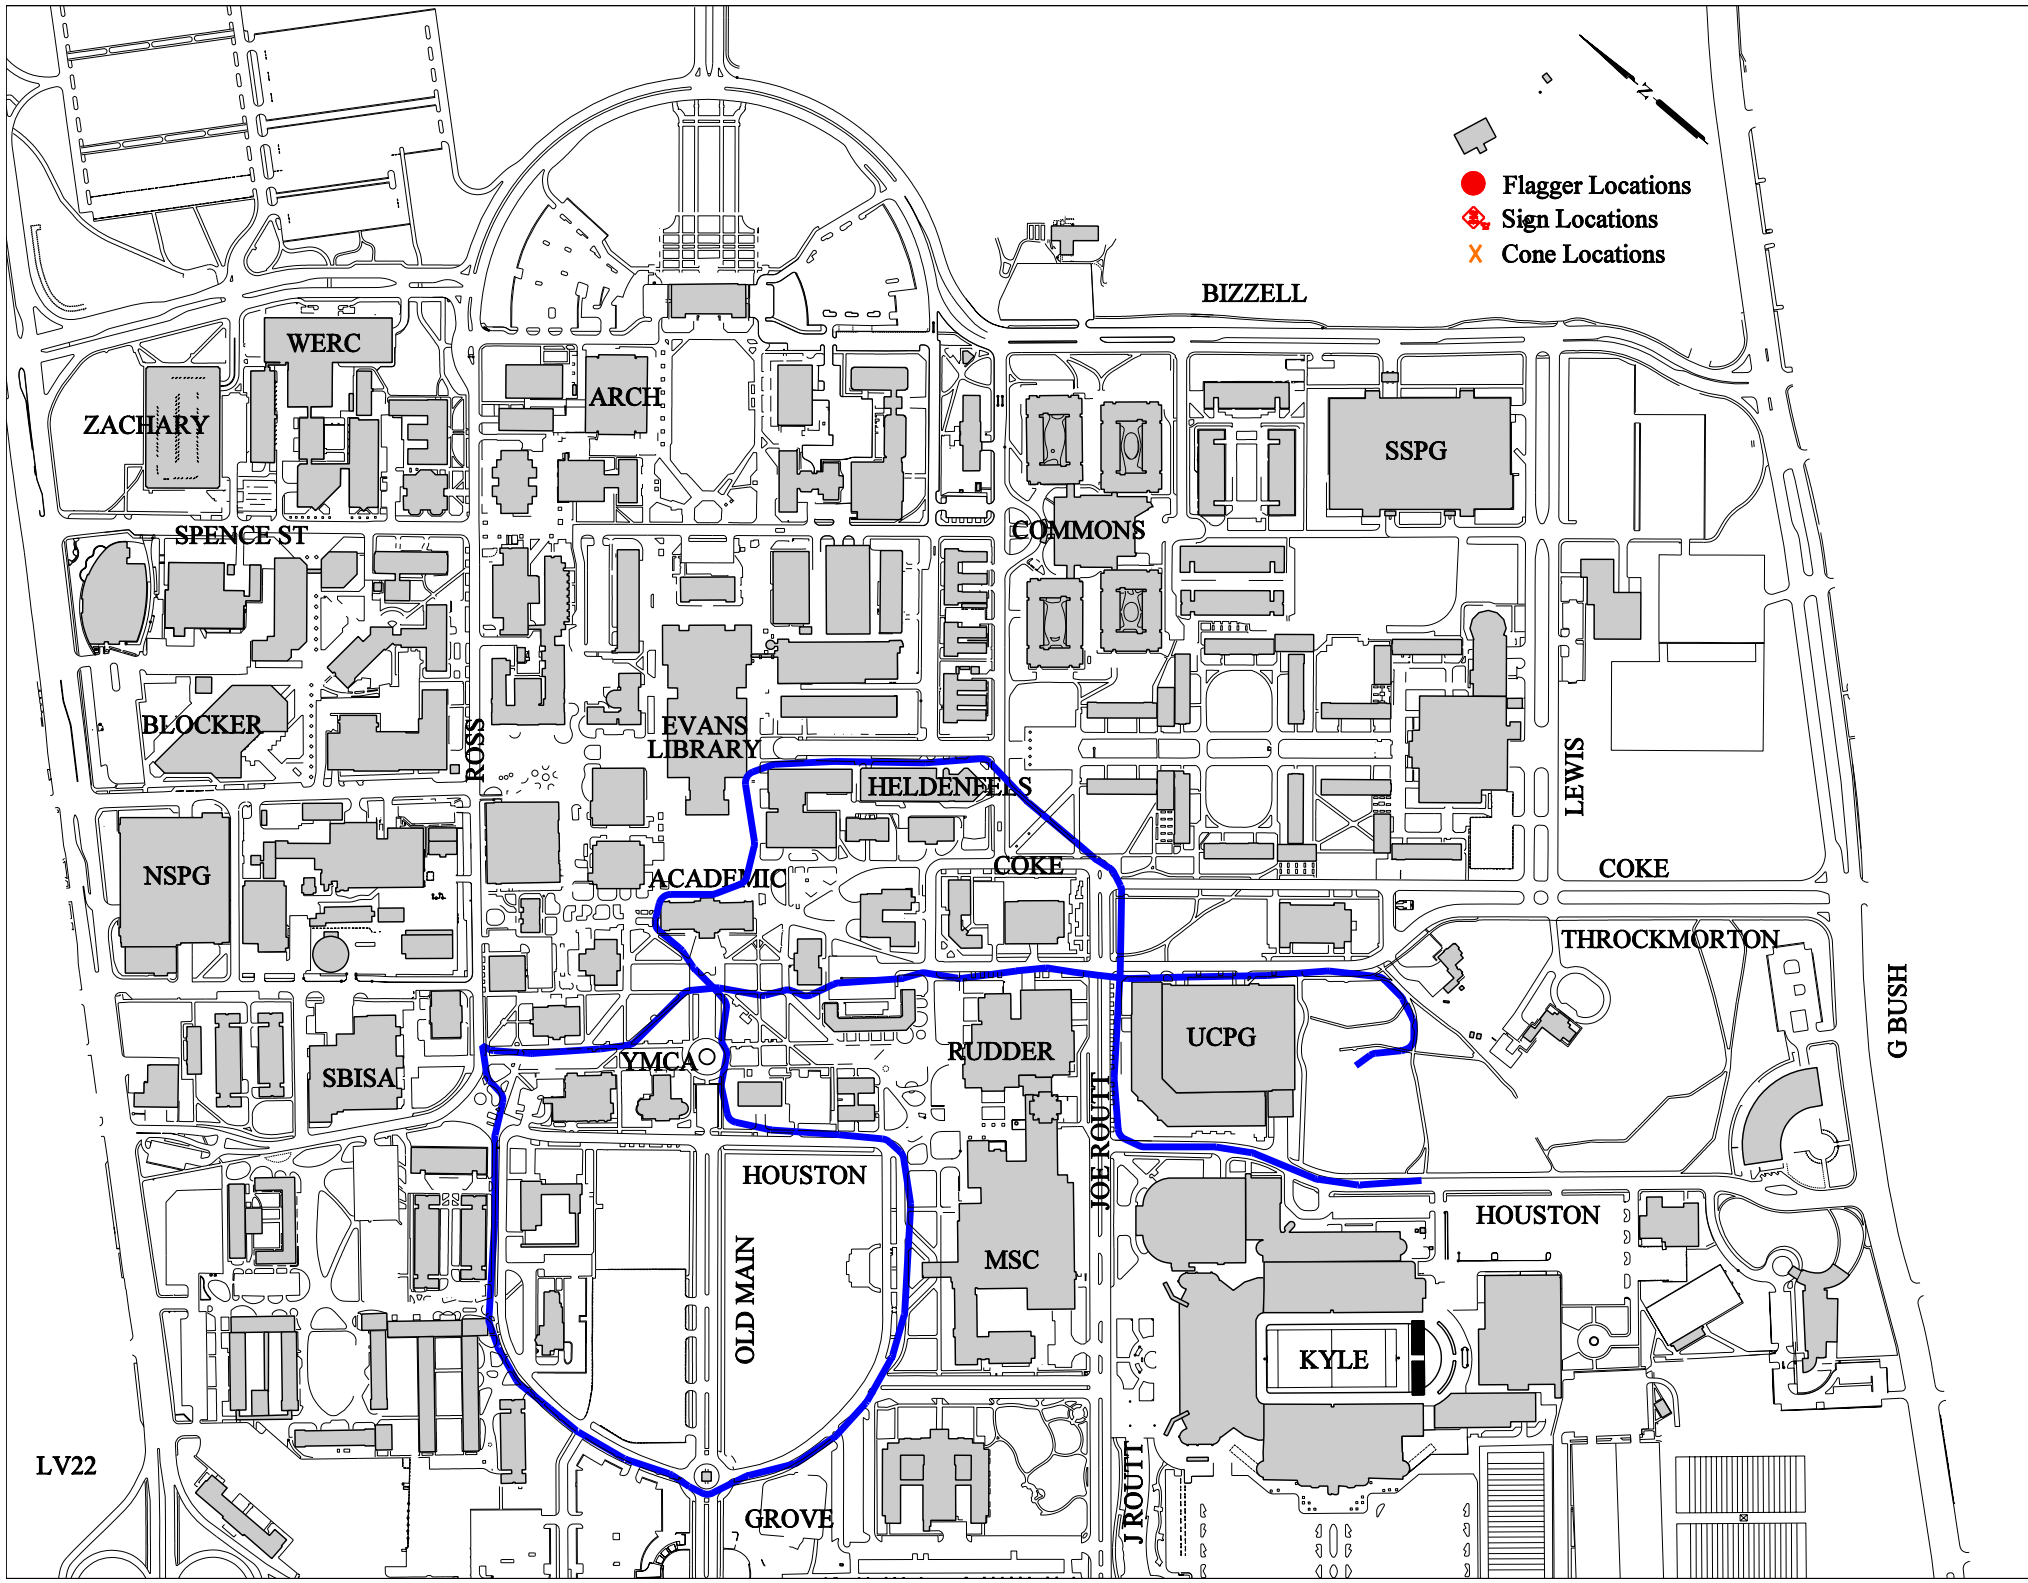 N
Flagger Locations
Sign Locations
Cone Locations
BIZZELL
WERC
ARCH
ZACHARY
SSPG
SPENCE ST
COMMONS
BLOCKER
ROSS
EVANS
LIBRARY
HELDENFELS
LEWIS
NSPG
ACADEMIC
COKE
COKE
THROCKMORTON
G BUSH
UCPG
RUDDER
YMCA
SBISA
JOE ROUTT
HOUSTON
HOUSTON
MSC
OLD MAIN
KYLE
LV22
J ROUTT
GROVE